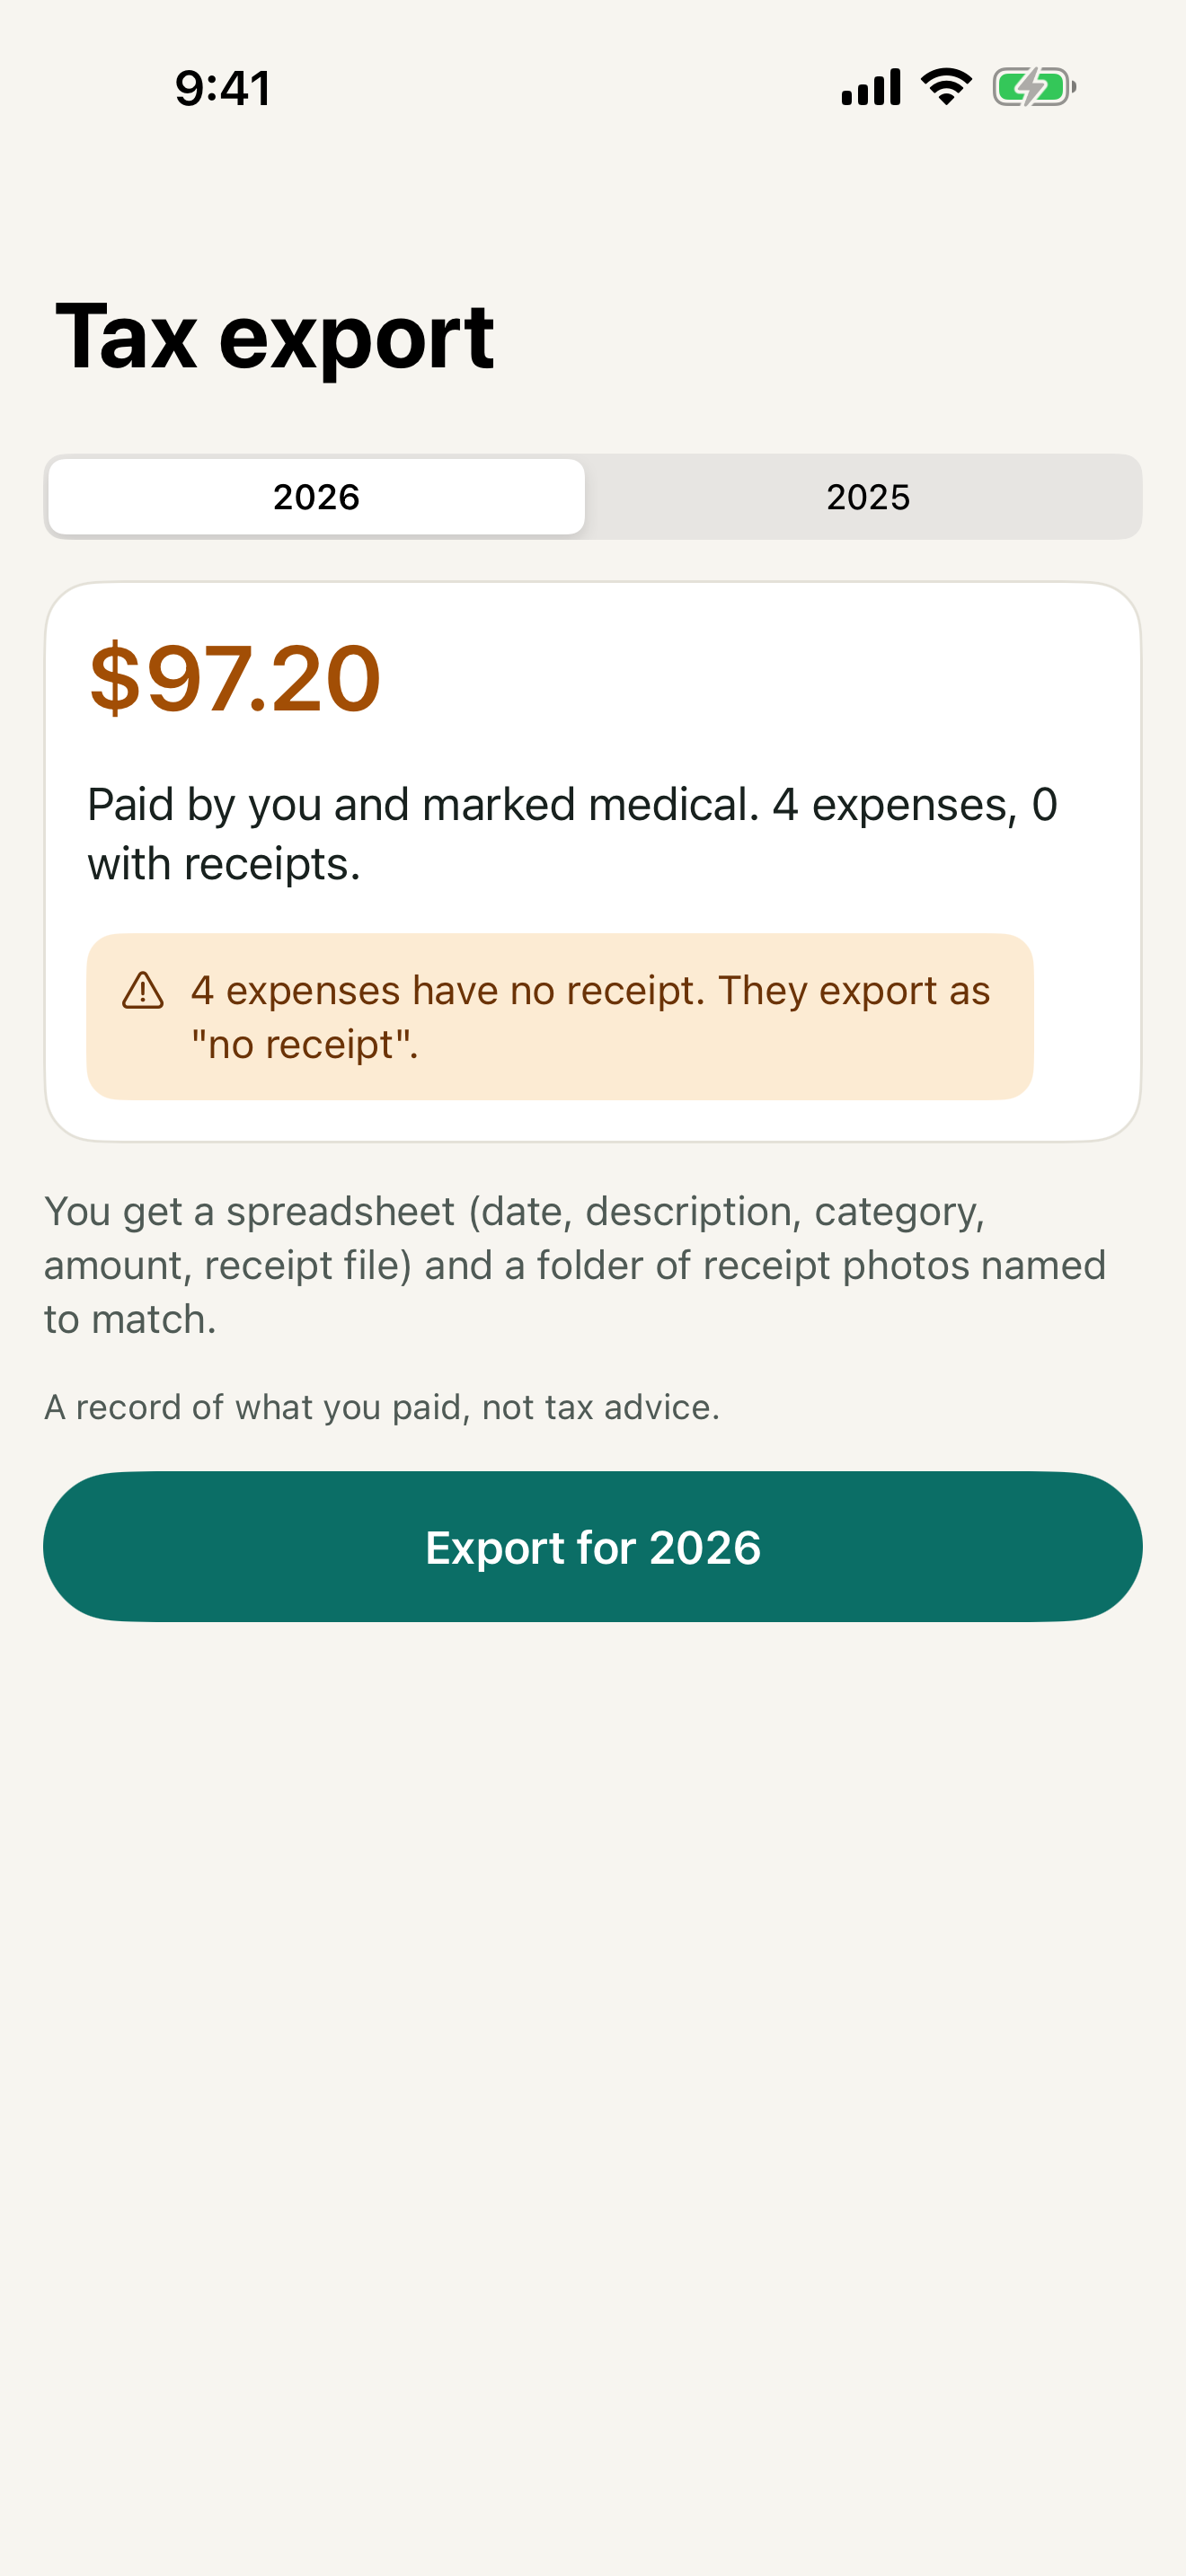 9:41
Tax export
2026
2025
$97.20
Paid by you and marked medical. 4 expenses, 0
with receipts.
4 expenses have no receipt. They export as
"no receipt".
You get a spreadsheet (date, description, category,
amount, receipt file) and a folder of receipt photos named
to match.
A record of what you paid, not tax advice.
Export for 2026